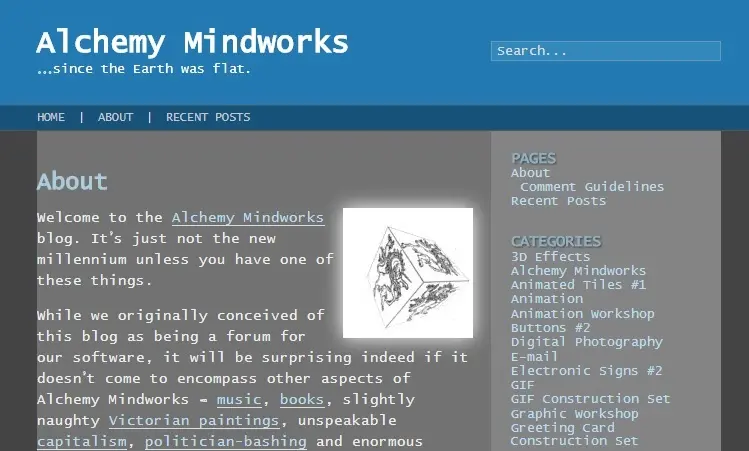 Alchemy Mindworks
...since the Earth was flat.
Search...
HOME | ABOUT | RECENT POSTS
About
Welcome to the Alchemy Mindworks
blog. It's just not the new
millennium unless you have one of
these things.
While we originally conceived of
this blog as being a forum for
our software, it will be surprising indeed if it
doesn't come to encompass other aspects of
Alchemy Mindworks – music, books, slightly
naughty Victorian paintings, unspeakable
capitalism, politician-bashing and enormous
PAGES
About
Comment Guidelines
Recent Posts
CATEGORIES
3D Effects
Alchemy Mindworks
Animated Tiles #1
Animation
Animation Workshop
Buttons #2
Digital Photography
E-mail
Electronic Signs #2
GIF
GIF Construction Set
Graphic Workshop
Greeting Card
Construction Set